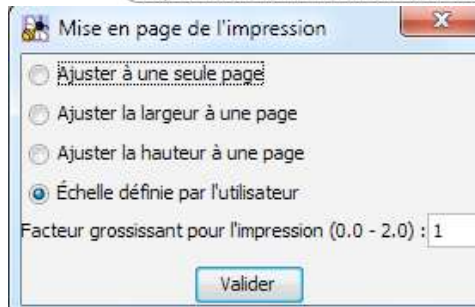 Mise en page de l'impression
Ajuster à une seule page
Ajuster la largeur à une page
Ajuster la hauteur à une page
Échelle définie par l'utilisateur
Facteur grossissant pour l'impression (0.0 - 2.0) : 1
Valider